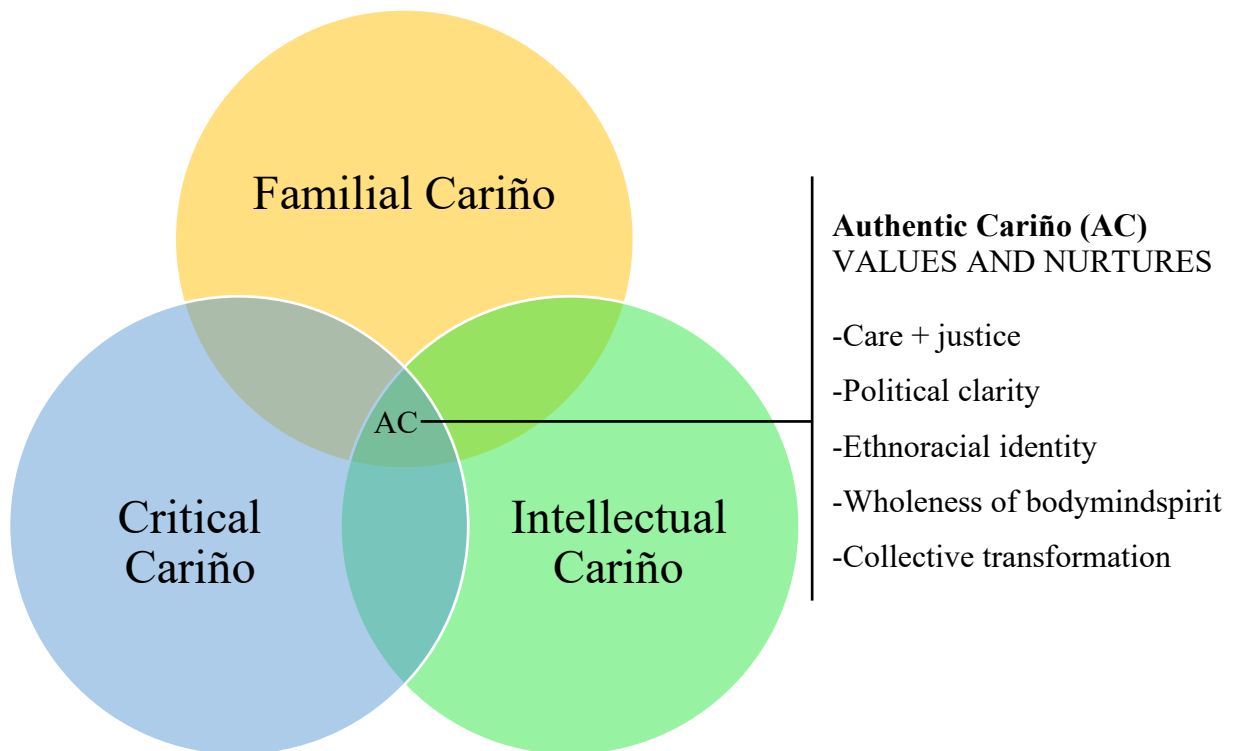 Familial Cariño
Authentic Cariño (AC)
VALUES AND NURTURES
-Care + justice
-Political clarity
-Ethnoracial identity
-Wholeness of bodymindspirit
-Collective transformation
AC
Critical
Cariño
Intellectual
Cariño